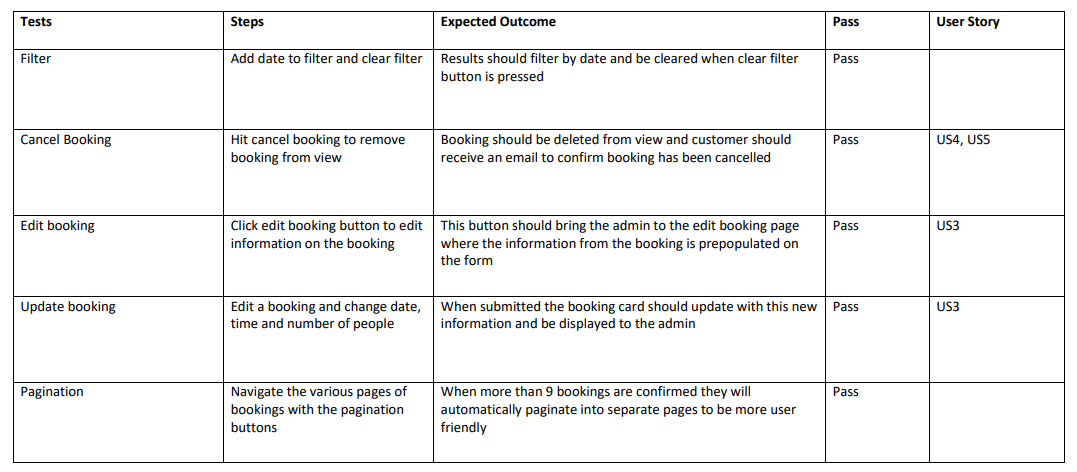 Tests Steps Expected Outcome Pass User Story
Filter Add date to filter and clear filter Results should filter by date and be cleared when clear filter Pass
button is pressed
Cancel Booking Hit cancel booking to remove Booking should be deleted from view and customer should Pass US4, US5
booking from view receive an email to confirm booking has been cancelled
Edit booking Click edit booking button to edit This button should bring the admin to the edit booking page Pass US3
information on the booking where the information from the booking is prepopulated on
the form
Update booking Edit a booking and change date, When submitted the booking card should update with this new Pass US3
time and number of people information and be displayed to the admin
Pagination Navigate the various pages of When more than 9 bookings are confirmed they will Pass
bookings with the pagination automatically paginate into separate pages to be more user
buttons friendly